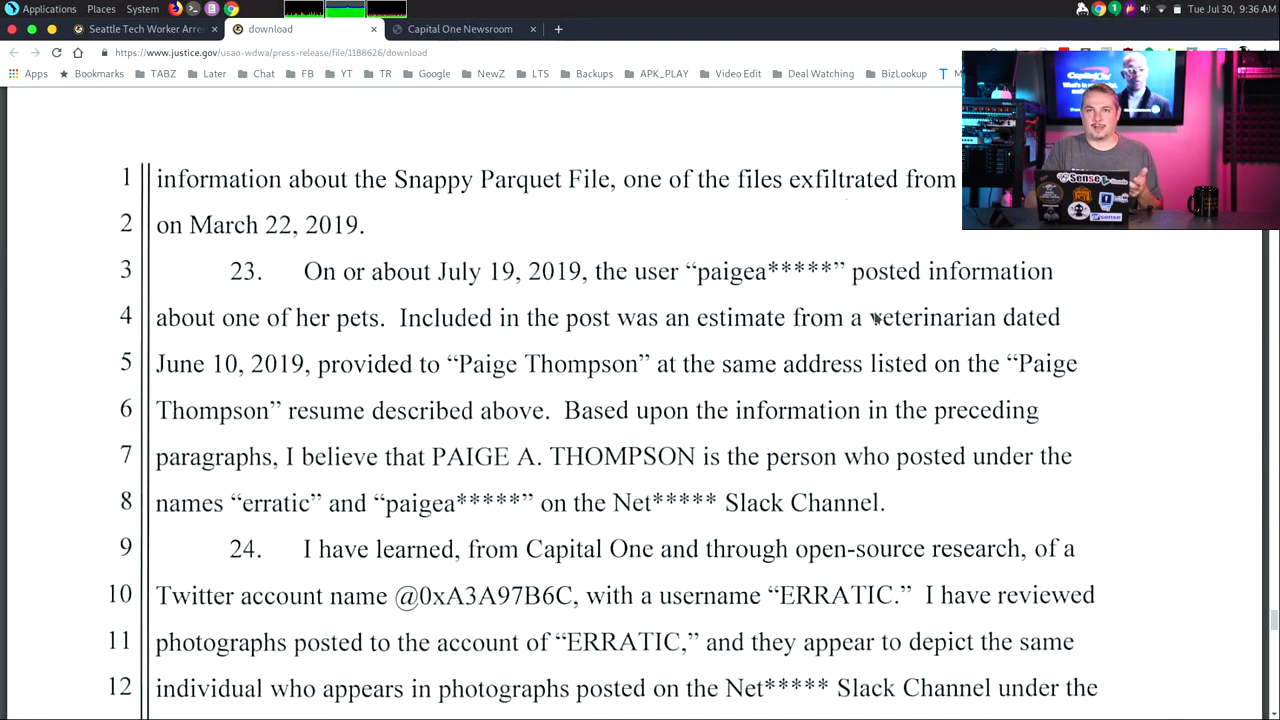 Applications Places System Tue Jul 30, 9:36 AM
Seattle Tech Worker Arre download Capital One Newsroom
https://www.justice.gov/usao-wdwa/press-release/file/1188626/download
Apps Bookmarks TABZ Later Chat FB YT TR Google NewZ LTS Backups APK_PLAY Video Edit Deal Watching BizLookup
1 information about the Snappy Parquet File, one of the files exfiltrated from
2 on March 22, 2019.
3 23. On or about July 19, 2019, the user “paigea*****” posted information
4 about one of her pets. Included in the post was an estimate from a veterinarian dated
5 June 10, 2019, provided to “Paige Thompson” at the same address listed on the “Paige
6 Thompson” resume described above. Based upon the information in the preceding
7 paragraphs, I believe that PAIGE A. THOMPSON is the person who posted under the
8 names “erratic” and “paigea*****” on the Net***** Slack Channel.
9 24. I have learned, from Capital One and through open-source research, of a
10 Twitter account name @0xA3A97B6C, with a username “ERRATIC.” I have reviewed
11 photographs posted to the account of “ERRATIC,” and they appear to depict the same
12 individual who appears in photographs posted on the Net***** Slack Channel under the